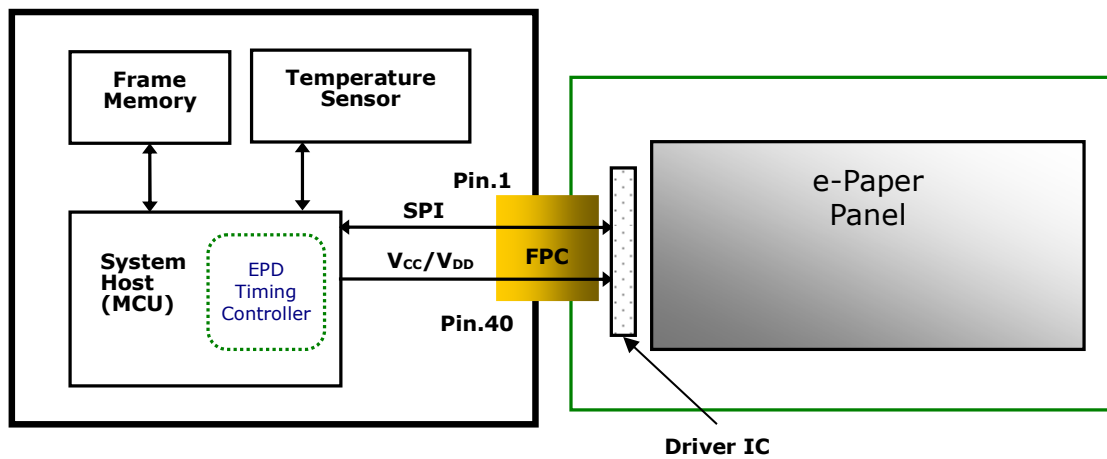 Frame
Memory
Temperature
Sensor
Pin.1
SPI
System
Host
(MCU)
EPD
Timing
Controller
VCC/VDD
FPC
Pin.40
e-Paper
Panel
Driver IC